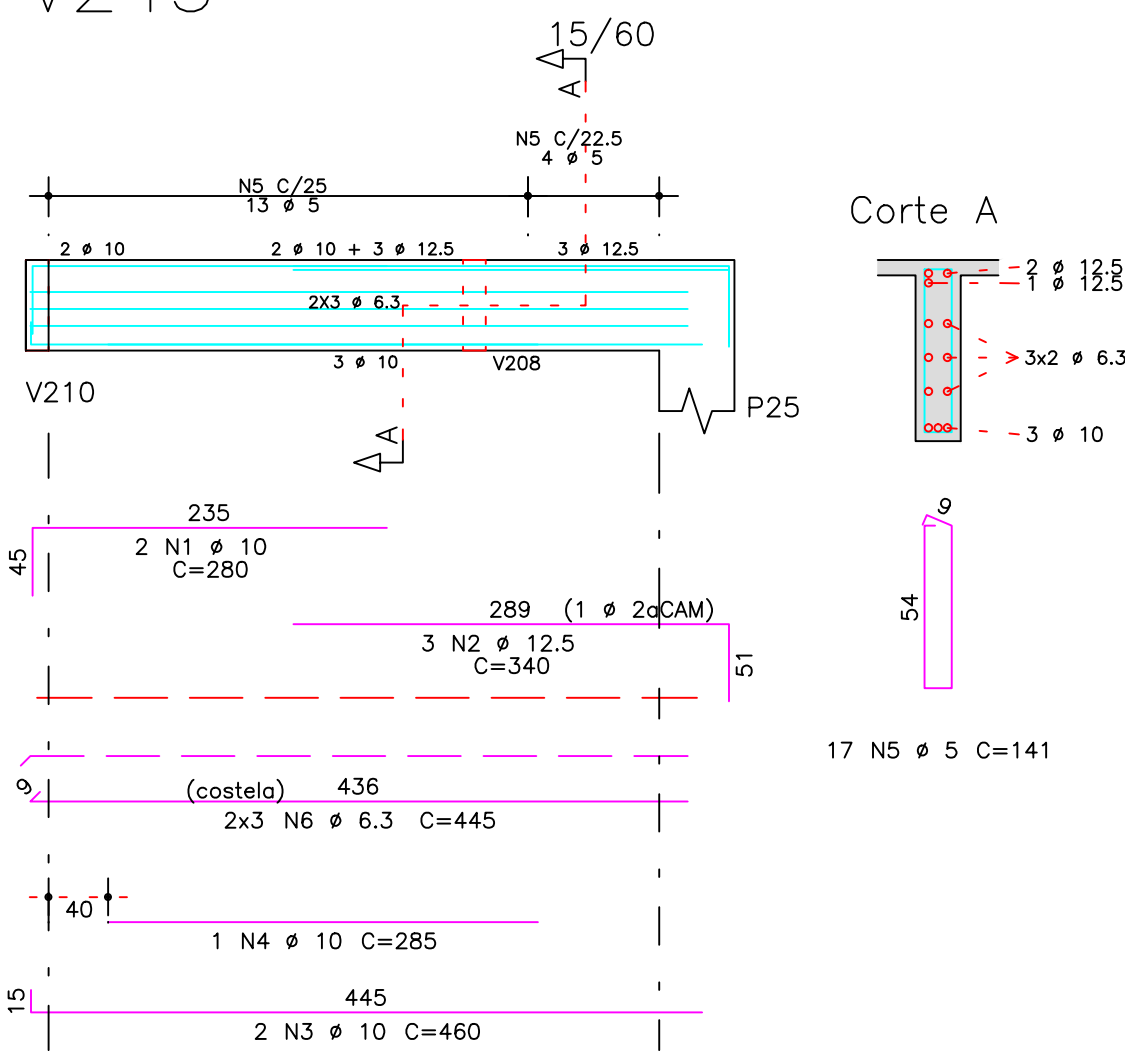 15/60
A
N5 C/22.5
4 ø 5
N5 C/25
13 ø 5
Corte A
2 ø 10
2 ø 10 + 3 ø 12.5
3 ø 12.5
2 ø 12.5
1 ø 12.5
2X3 ø 6.3
3x2 ø 6.3
3 ø 10
V208
V210
P25
A
3 ø 10
235
2 N1 ø 10
C=280
45
9
54
289 (1 ø 2aCAM)
3 N2 ø 12.5
C=340
51
17 N5 ø 5 C=141
9
(costela) 436
2x3 N6 ø 6.3 C=445
40
1 N4 ø 10 C=285
15
445
2 N3 ø 10 C=460